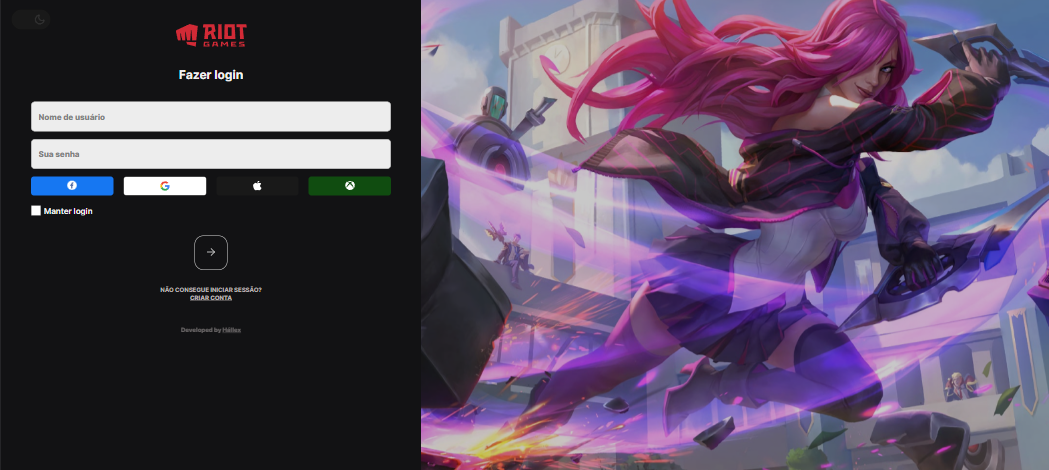 RIOT
GAMES
Fazer login
Nome de usuário
Sua senha
Manter login
NÃO CONSEGUE INICIAR SESSÃO?
CRIAR CONTA
Developed by Hallex